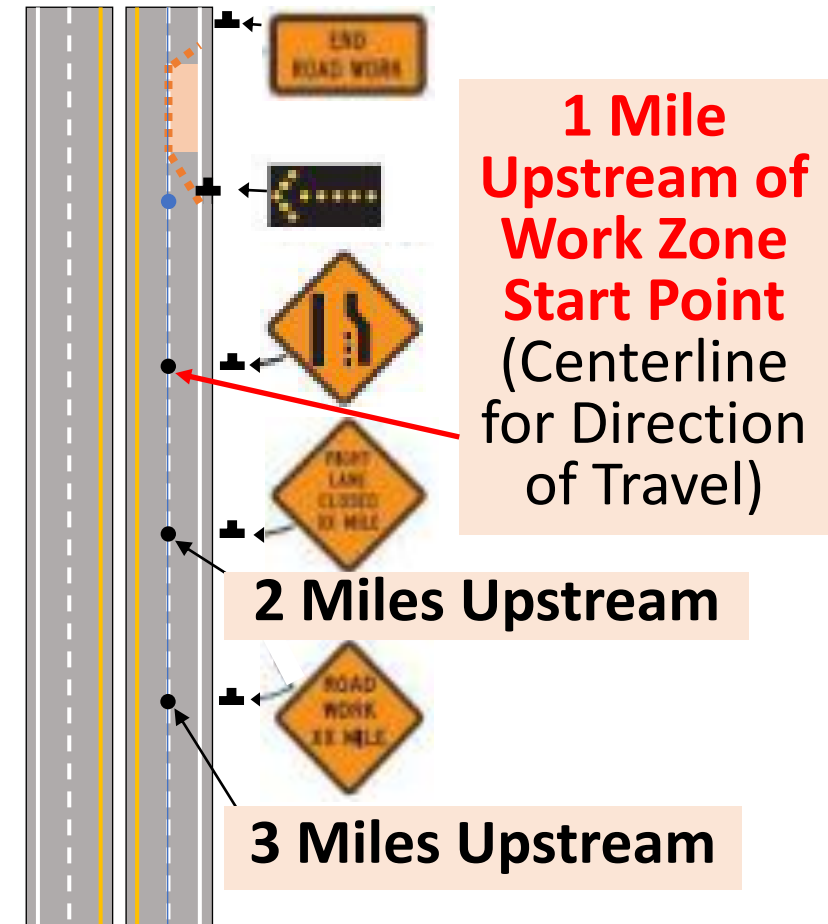 END
ROAD WORK
1 Mile
Upstream of
Work Zone
Start Point
(Centerline
for Direction
of Travel)
RIGHT
LANE
CLOSED
XX MILE
2 Miles Upstream
ROAD
WORK
XX MILE
3 Miles Upstream